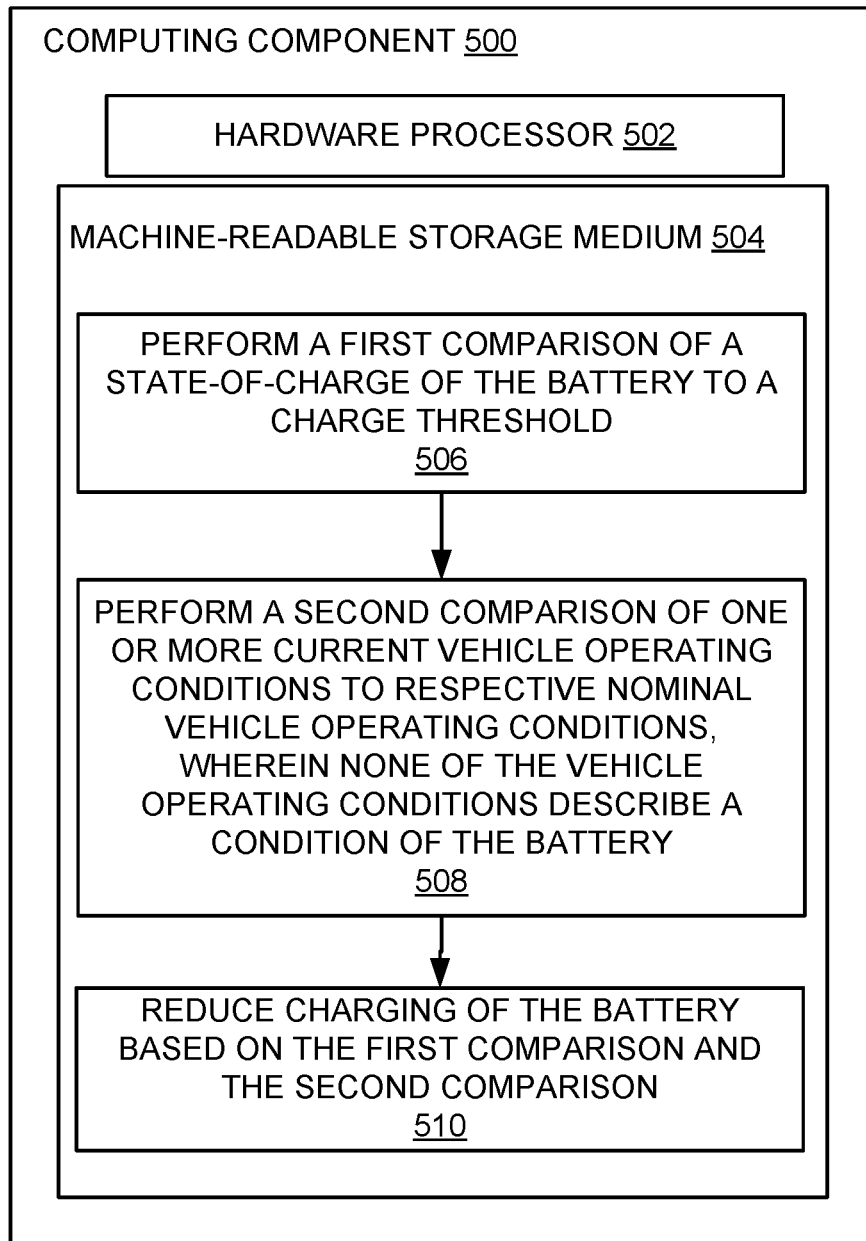 COMPUTING COMPONENT 500
HARDWARE PROCESSOR 502
MACHINE-READABLE STORAGE MEDIUM 504
PERFORM A FIRST COMPARISON OF A
STATE-OF-CHARGE OF THE BATTERY TO A
CHARGE THRESHOLD
506
PERFORM A SECOND COMPARISON OF ONE
OR MORE CURRENT VEHICLE OPERATING
CONDITIONS TO RESPECTIVE NOMINAL
VEHICLE OPERATING CONDITIONS,
WHEREIN NONE OF THE VEHICLE
OPERATING CONDITIONS DESCRIBE A
CONDITION OF THE BATTERY
508
REDUCE CHARGING OF THE BATTERY
BASED ON THE FIRST COMPARISON AND
THE SECOND COMPARISON
510